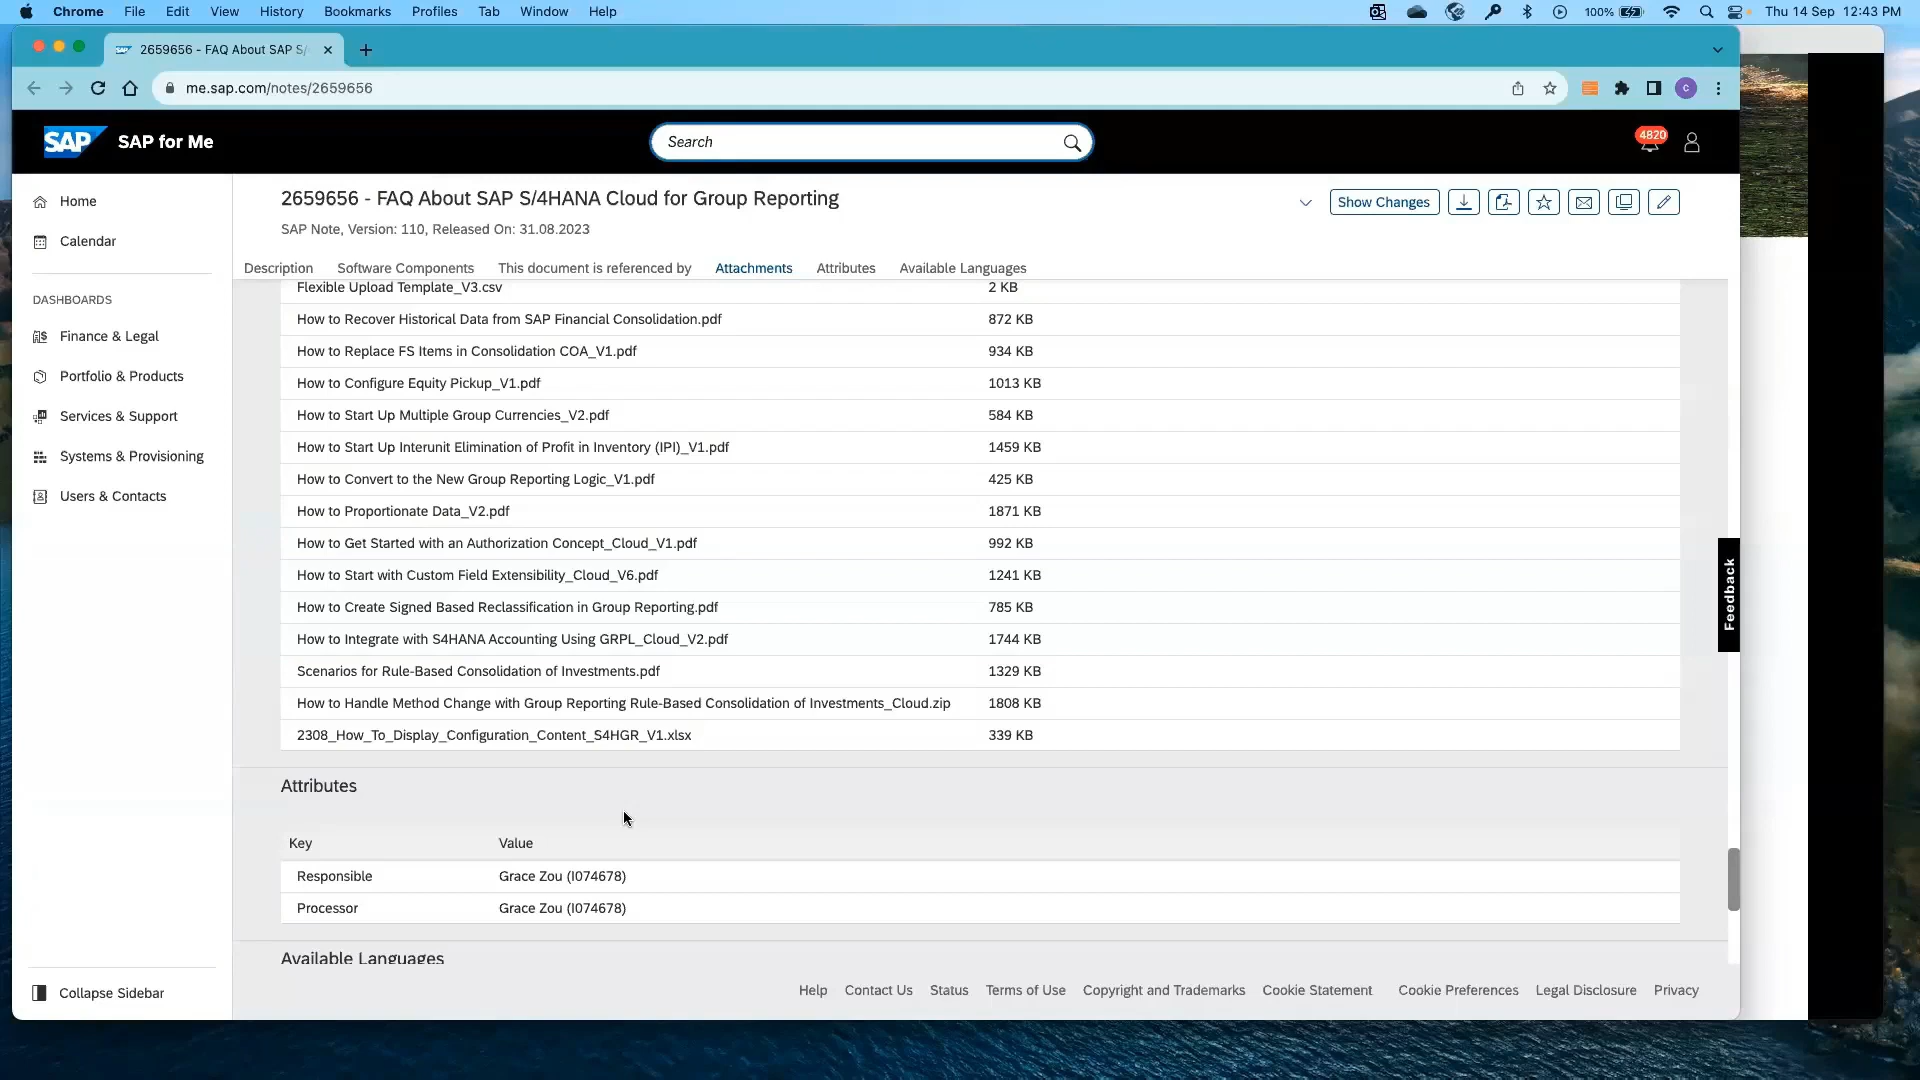 Chrome File Edit View History Bookmarks Profiles Tab Window Help 100% Thu 14 Sep 12:43 PM
2659656 - FAQ About SAP S/
me.sap.com/notes/2659656 C
SAP SAP for Me Search 4820
Home
Calendar
DASHBOARDS
Finance & Legal
Portfolio & Products
Services & Support
Systems & Provisioning
Users & Contacts
Collapse Sidebar
2659656 - FAQ About SAP S/4HANA Cloud for Group Reporting Show Changes
SAP Note, Version: 110, Released On: 31.08.2023
Description Software Components This document is referenced by Attachments Attributes Available Languages
Flexible Upload Template_V3.csv 2 KB
How to Recover Historical Data from SAP Financial Consolidation.pdf 872 KB
How to Replace FS Items in Consolidation COA_V1.pdf 934 KB
How to Configure Equity Pickup_V1.pdf 1013 KB
How to Start Up Multiple Group Currencies_V2.pdf 584 KB
How to Start Up Interunit Elimination of Profit in Inventory (IPI)_V1.pdf 1459 KB
How to Convert to the New Group Reporting Logic_V1.pdf 425 KB
How to Proportionate Data_V2.pdf 1871 KB
How to Get Started with an Authorization Concept_Cloud_V1.pdf 992 KB
How to Start with Custom Field Extensibility_Cloud_V6.pdf 1241 KB
How to Create Signed Based Reclassification in Group Reporting.pdf 785 KB
How to Integrate with S4HANA Accounting Using GRPL_Cloud_V2.pdf 1744 KB
Scenarios for Rule-Based Consolidation of Investments.pdf 1329 KB
How to Handle Method Change with Group Reporting Rule-Based Consolidation of Investments_Cloud.zip 1808 KB
2308_How_To_Display_Configuration_Content_S4HGR_V1.xlsx 339 KB
Attributes
Key Value
Responsible Grace Zou (I074678)
Processor Grace Zou (I074678)
Available Languages
Feedback
Help Contact Us Status Terms of Use Copyright and Trademarks Cookie Statement Cookie Preferences Legal Disclosure Privacy